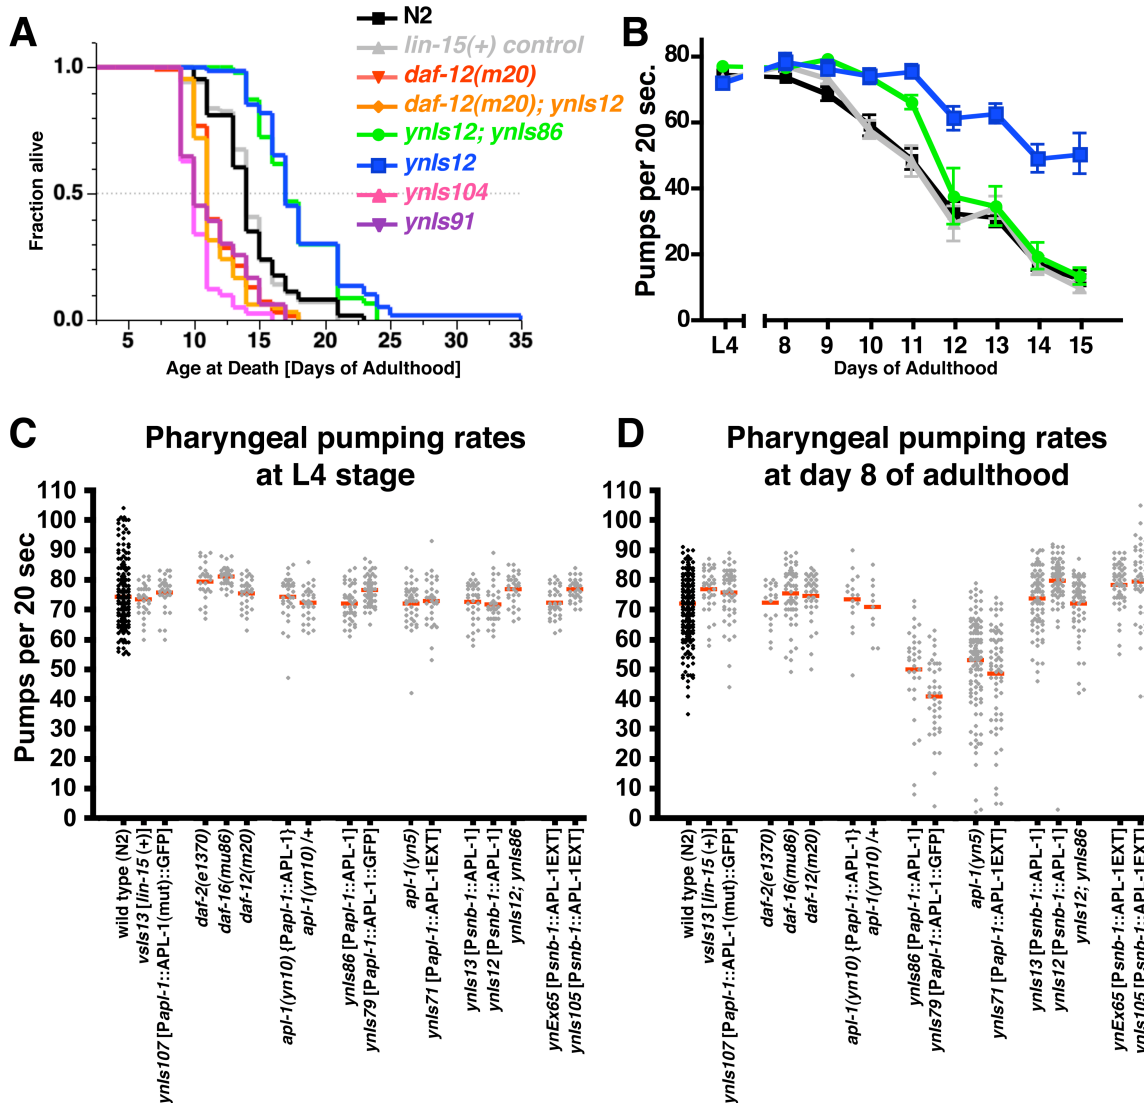 A
N2
lin-15(+) control
daf-12(m20)
daf-12(m20); ynIs12
ynIs12; ynIs86
ynIs12
ynIs104
ynIs91
Fraction alive
1.0
0.5
0.0
5 10 15 20 25 30 35
Age at Death [Days of Adulthood]
B
Pumps per 20 sec.
80
60
40
20
0
L4 8 9 10 11 12 13 14 15
Days of Adulthood
C
Pharyngeal pumping rates
at L4 stage
Pumps per 20 sec
110
100
90
80
70
60
50
40
30
20
10
0
wild type (N2)
vsIs13 [lin-15 (+)]
ynIs107 [Papl-1::APL-1(mut)::GFP]
daf-2(e1370)
daf-16(mu86)
daf-12(m20)
apl-1(yn10) {Papl-1::APL-1}
apl-1(yn10) /+
ynIs86 [Papl-1::APL-1]
ynIs79 [Papl-1::APL-1::GFP]
apl-1(yn5)
ynIs71 [Papl-1::APL-1EXT]
ynIs13 [Psnb-1::APL-1]
ynIs12 [Psnb-1::APL-1]
ynIs12; ynIs86
ynEx65 [Psnb-1::APL-1EXT]
ynIs105 [Psnb-1::APL-1EXT]
D
Pharyngeal pumping rates
at day 8 of adulthood
110
100
90
80
70
60
50
40
30
20
10
0
wild type (N2)
vsIs13 [lin-15 (+)]
ynIs107 [Papl-1::APL-1(mut)::GFP]
daf-2(e1370)
daf-16(mu86)
daf-12(m20)
apl-1(yn10) {Papl-1::APL-1}
apl-1(yn10) /+
ynIs86 [Papl-1::APL-1]
ynIs79 [Papl-1::APL-1::GFP]
apl-1(yn5)
ynIs71 [Papl-1::APL-1EXT]
ynIs13 [Psnb-1::APL-1]
ynIs12 [Psnb-1::APL-1]
ynIs12; ynIs86
ynEx65 [Psnb-1::APL-1EXT]
ynIs105 [Psnb-1::APL-1EXT]